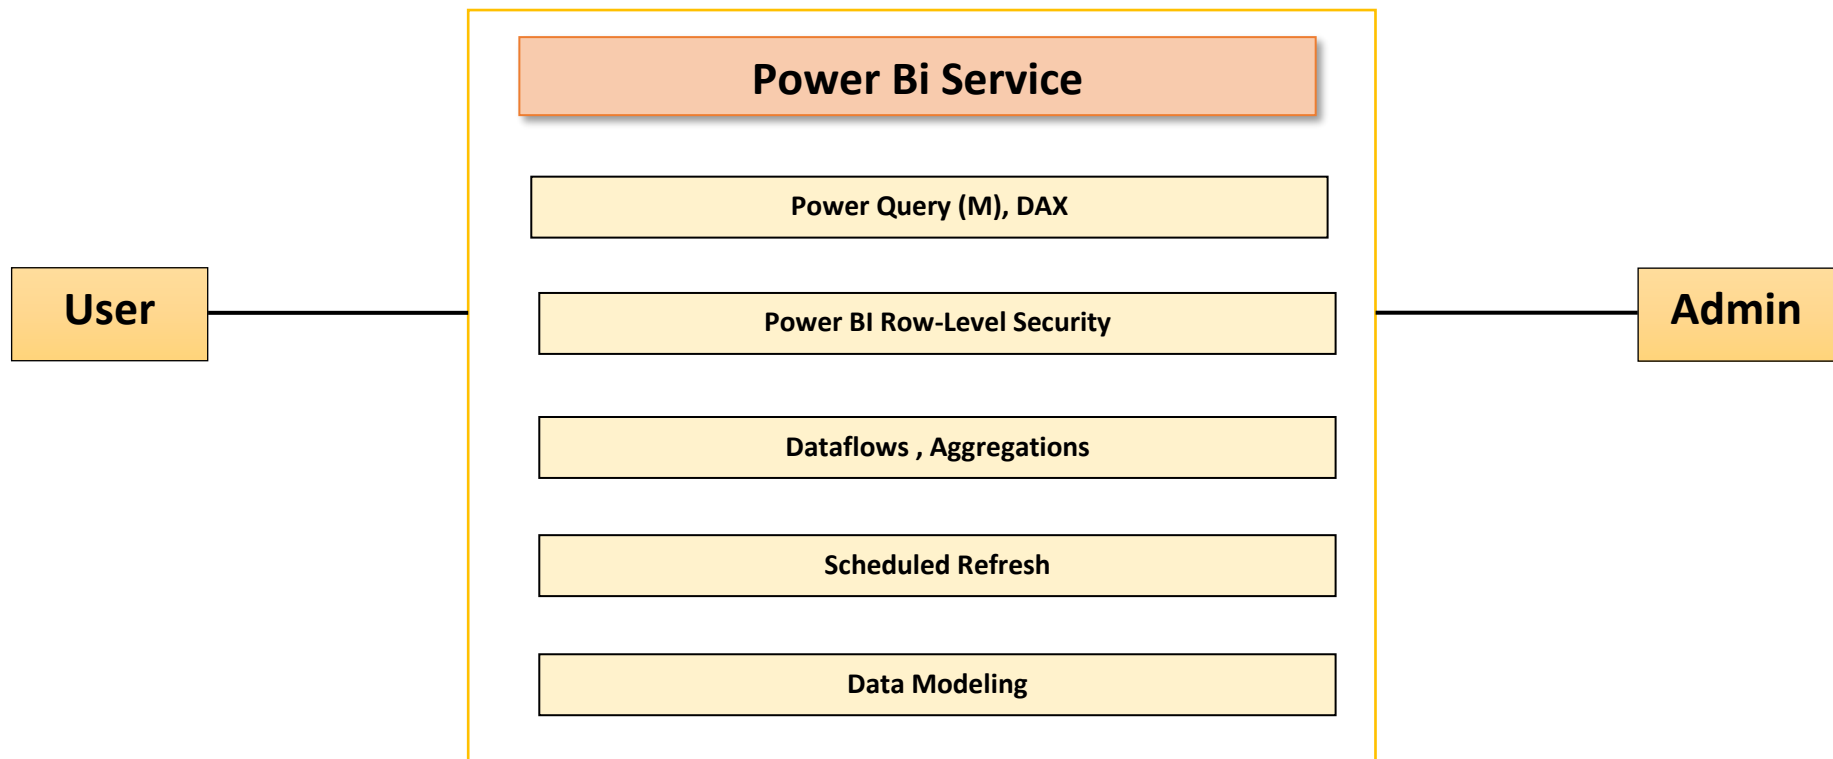 Power Bi Service
Power Query (M), DAX
User
Power BI Row-Level Security
Admin
Dataflows , Aggregations
Scheduled Refresh
Data Modeling